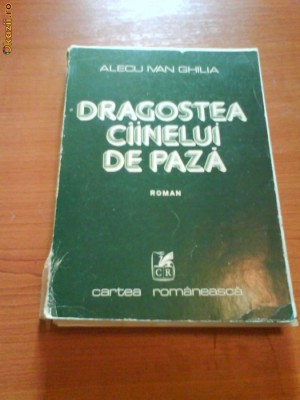 ALECU IVAN GHILIA
DRAGOSTEA
CÎINELUI
DE PAZĂ
ROMAN
CR
cartea românească